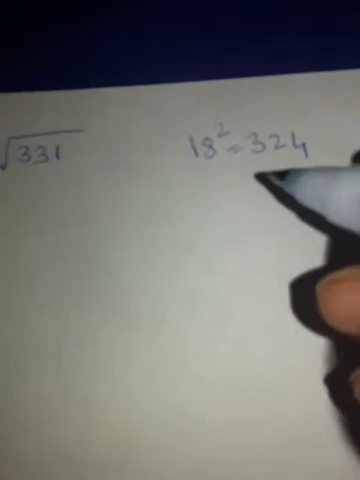 √331
18² = 324